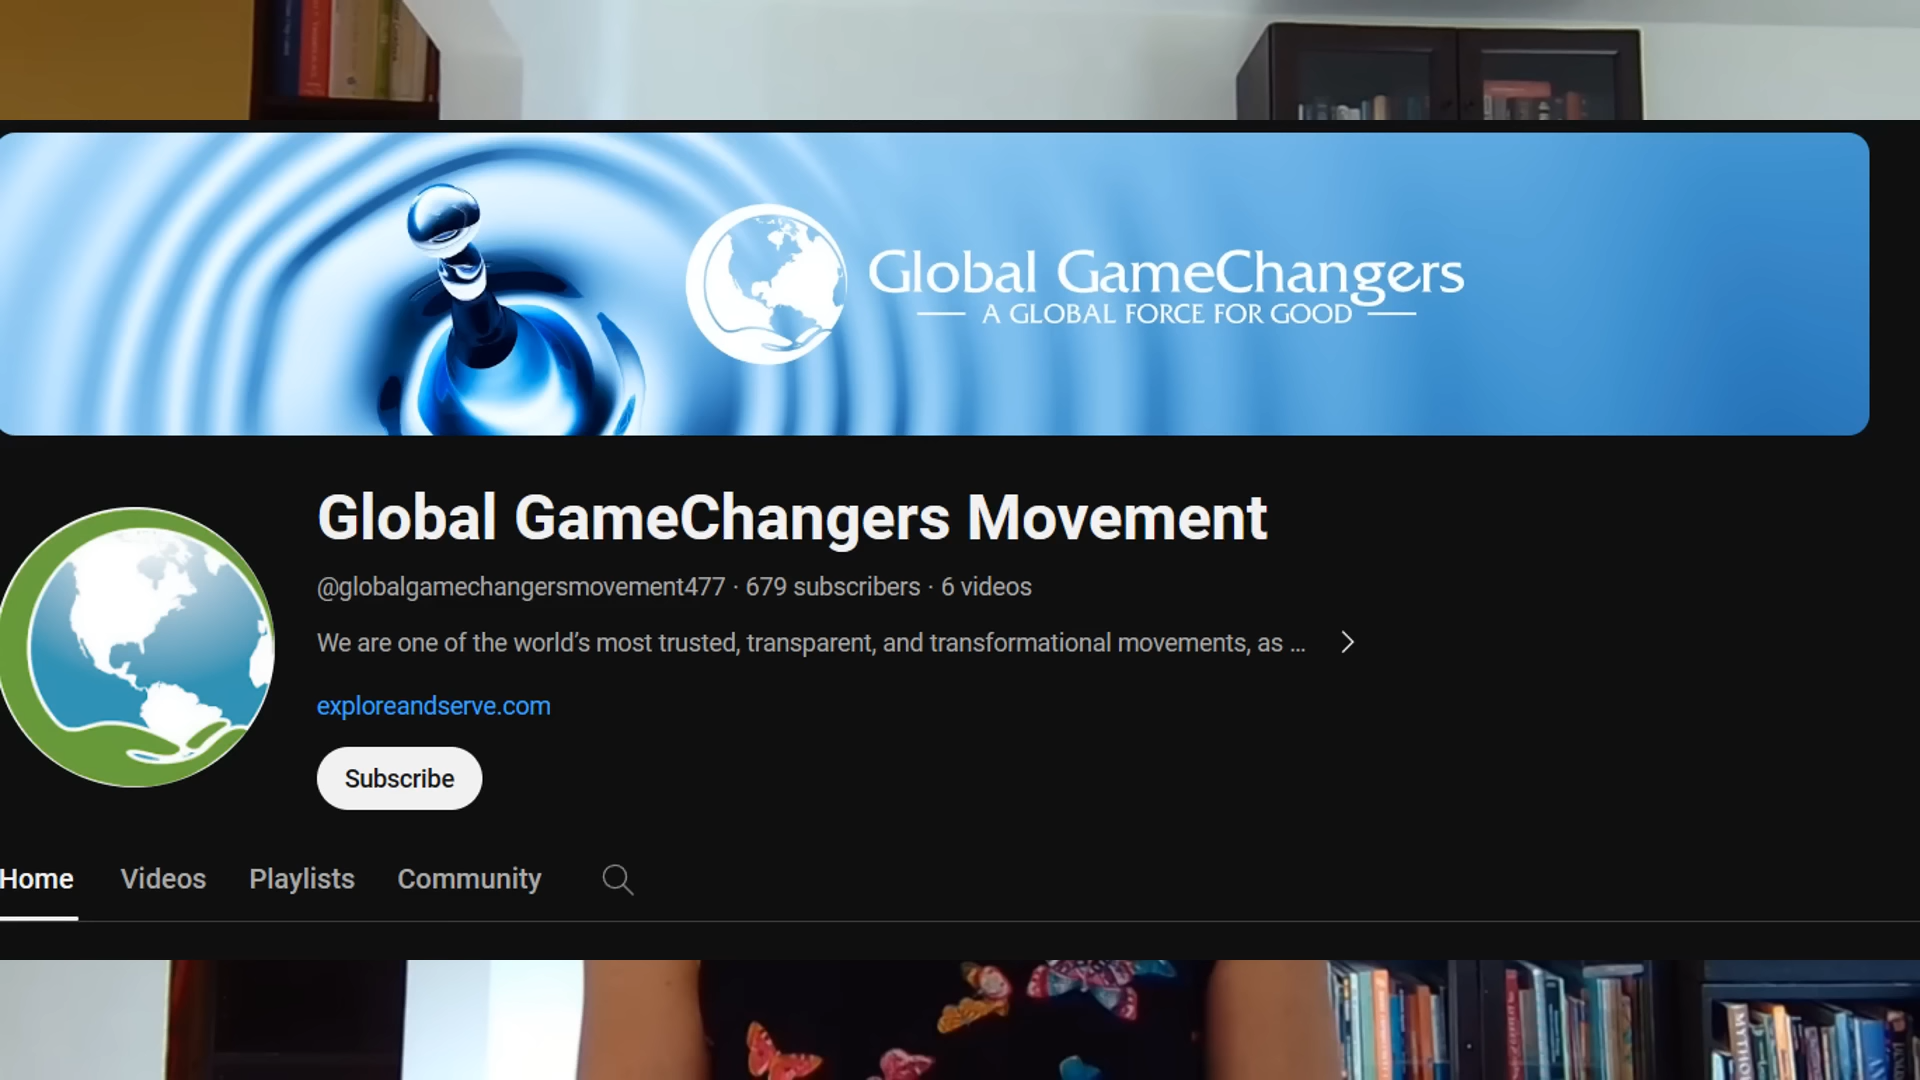 Global GameChangers
A GLOBAL FORCE FOR GOOD
Global GameChangers Movement
@globalgamechangersmovement477 · 679 subscribers · 6 videos
We are one of the world’s most trusted, transparent, and transformational movements, as ...
exploreandserve.com
Subscribe
Home Videos Playlists Community